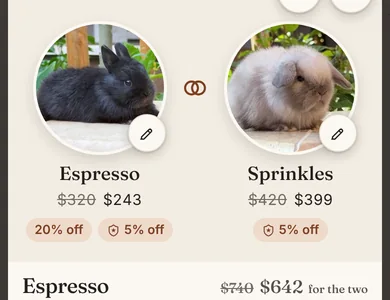 Espresso Sprinkles
$320 $243 $420 $399
20% off 5% off 5% off
Espresso $740 $642 for the two